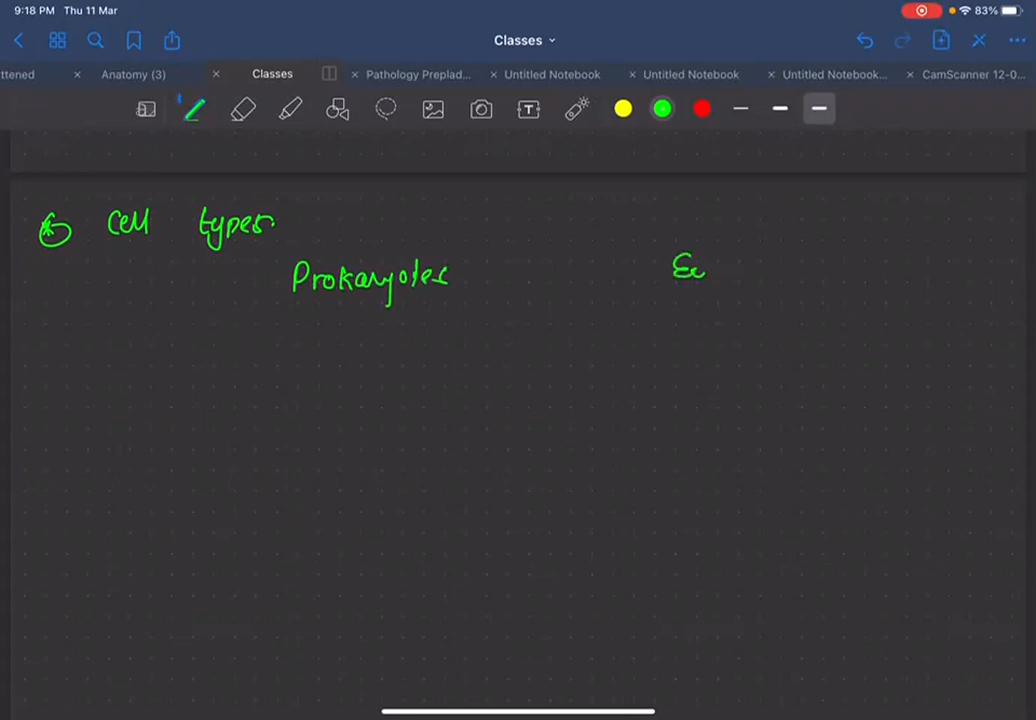 9:18 PM Thu 11 Mar 83%
Classes
ttened Anatomy (3) Classes Pathology Preplad... Untitled Notebook Untitled Notebook Untitled Notebook... CamScanner 12-0...
Cell types
Prokaryotes